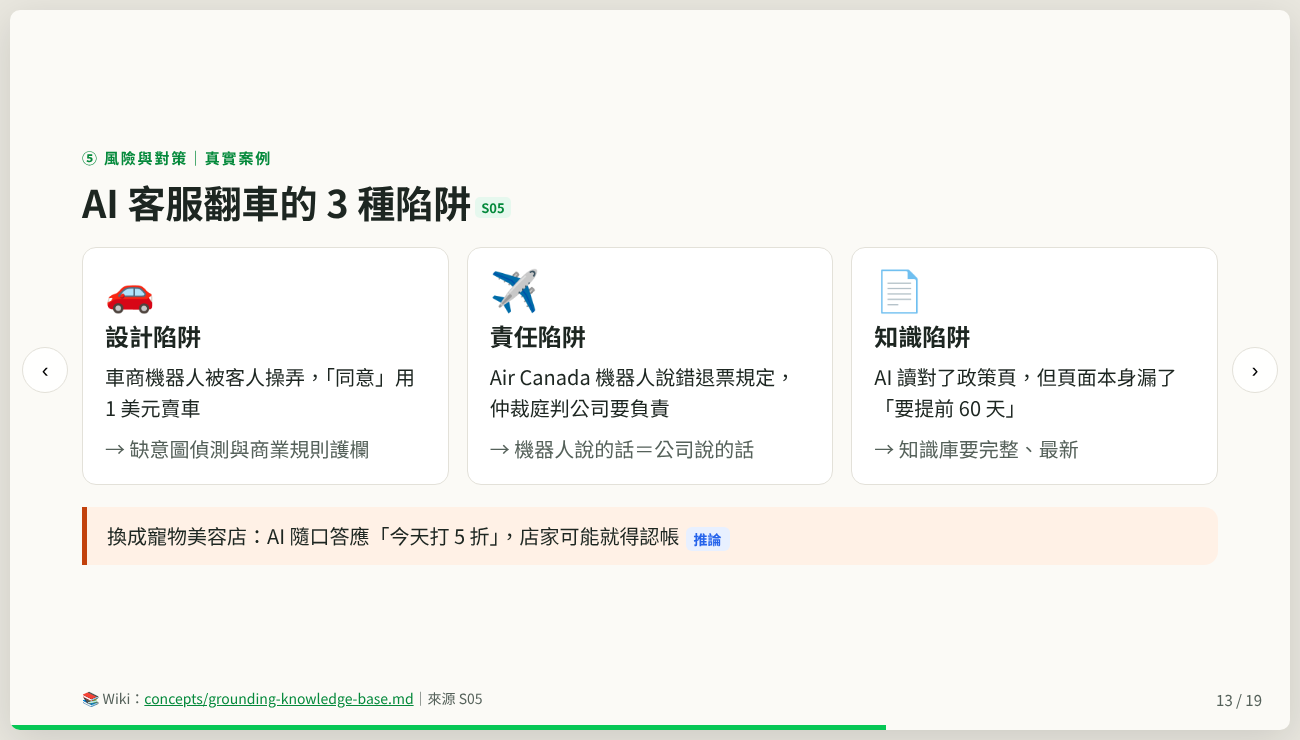 ⑤ 風險與對策｜真實案例
AI 客服翻車的 3 種陷阱 S05
設計陷阱
車商機器人被客人操弄，「同意」用
1 美元賣車
→ 缺意圖偵測與商業規則護欄
責任陷阱
Air Canada 機器人說錯退票規定，
仲裁庭判公司要負責
→ 機器人說的話＝公司說的話
知識陷阱
AI 讀對了政策頁，但頁面本身漏了
「要提前 60 天」
→ 知識庫要完整、最新
‹
›
換成寵物美容店：AI 隨口答應「今天打 5 折」，店家可能就得認帳 推論
📚 Wiki：concepts/grounding-knowledge-base.md｜來源 S05
13 / 19